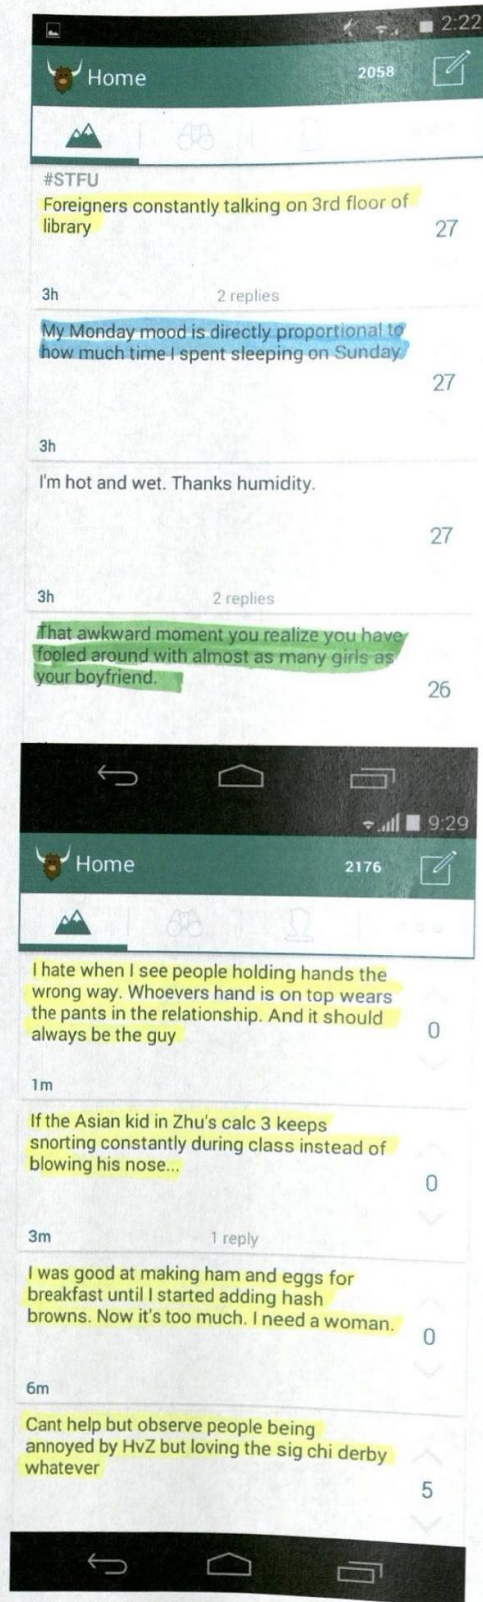 2:22
Home
2058
#STFU
Foreigners constantly talking on 3rd floor of
library
27
3h
2 replies
My Monday mood is directly proportional to
how much time I spent sleeping on Sunday
27
3h
I'm hot and wet. Thanks humidity.
27
3h
2 replies
That awkward moment you realize you have
fooled around with almost as many girls as
your boyfriend.
26
9:29
Home
2176
I hate when I see people holding hands the
wrong way. Whoevers hand is on top wears
the pants in the relationship. And it should
always be the guy
0
1m
If the Asian kid in Zhu's calc 3 keeps
snorting constantly during class instead of
blowing his nose...
0
3m
1 reply
I was good at making ham and eggs for
breakfast until I started adding hash
browns. Now it's too much. I need a woman.
0
6m
Cant help but observe people being
annoyed by HvZ but loving the sig chi derby
whatever
5